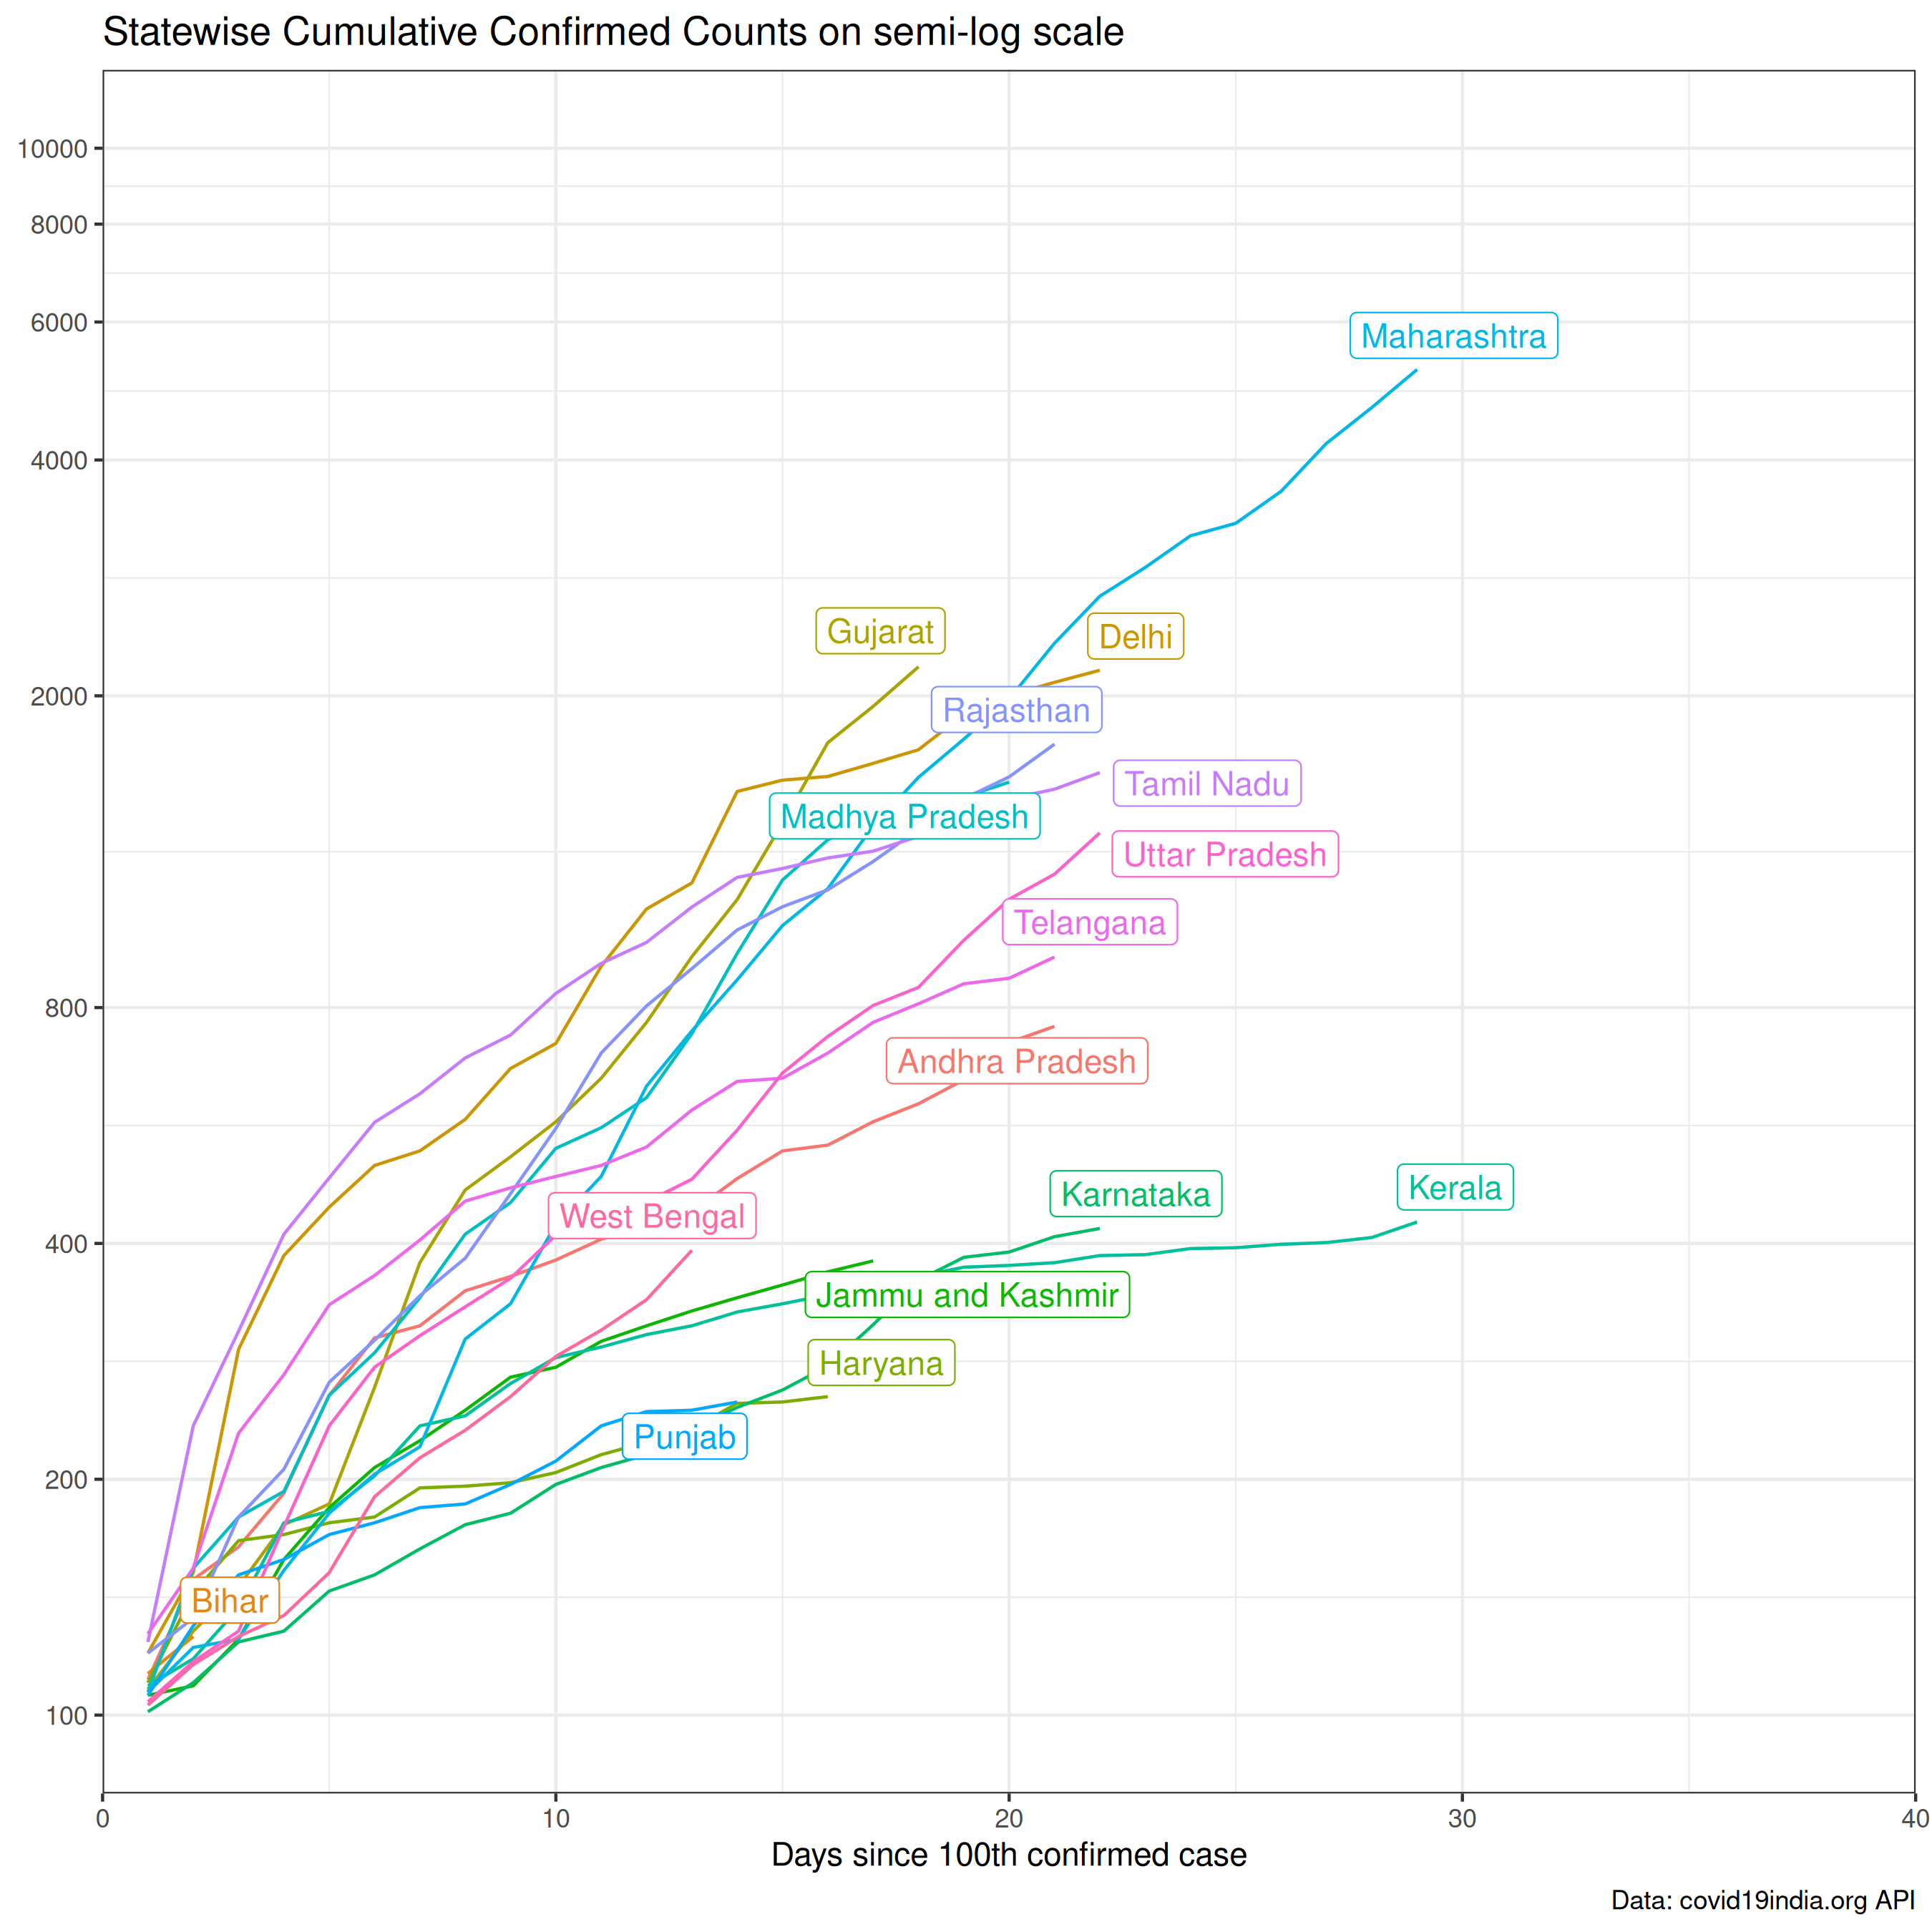 Statewise Cumulative Confirmed Counts on semi-log scale
10000
8000
6000
4000
2000
800
400
200
100
Maharashtra
Gujarat
Delhi
Rajasthan
Tamil Nadu
Madhya Pradesh
Uttar Pradesh
Telangana
Andhra Pradesh
Karnataka
Kerala
West Bengal
Jammu and Kashmir
Haryana
Punjab
Bihar
0
10
20
30
40
Days since 100th confirmed case
Data: covid19india.org API